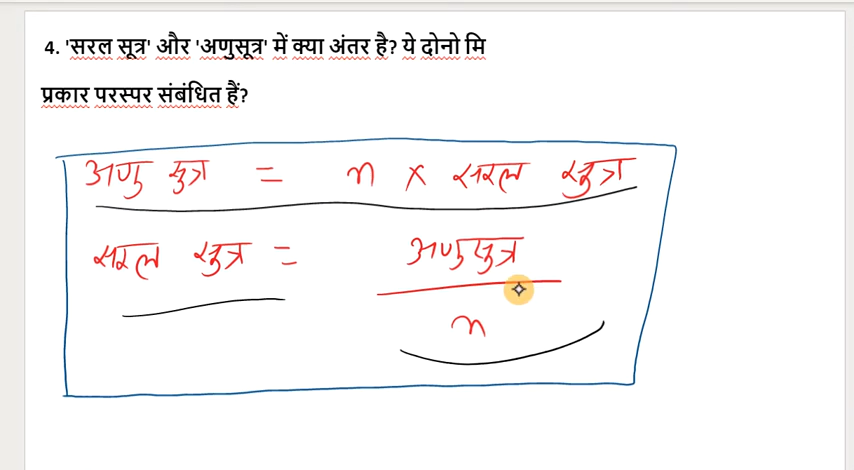 4. 'सरल सूत्र' और 'अणुसूत्र' में क्या अंतर है? ये दोनो मि
प्रकार परस्पर संबंधित हैं?
अणु सूत्र = n × सरल सूत्र
सरल सूत्र = अणुसूत्र
n